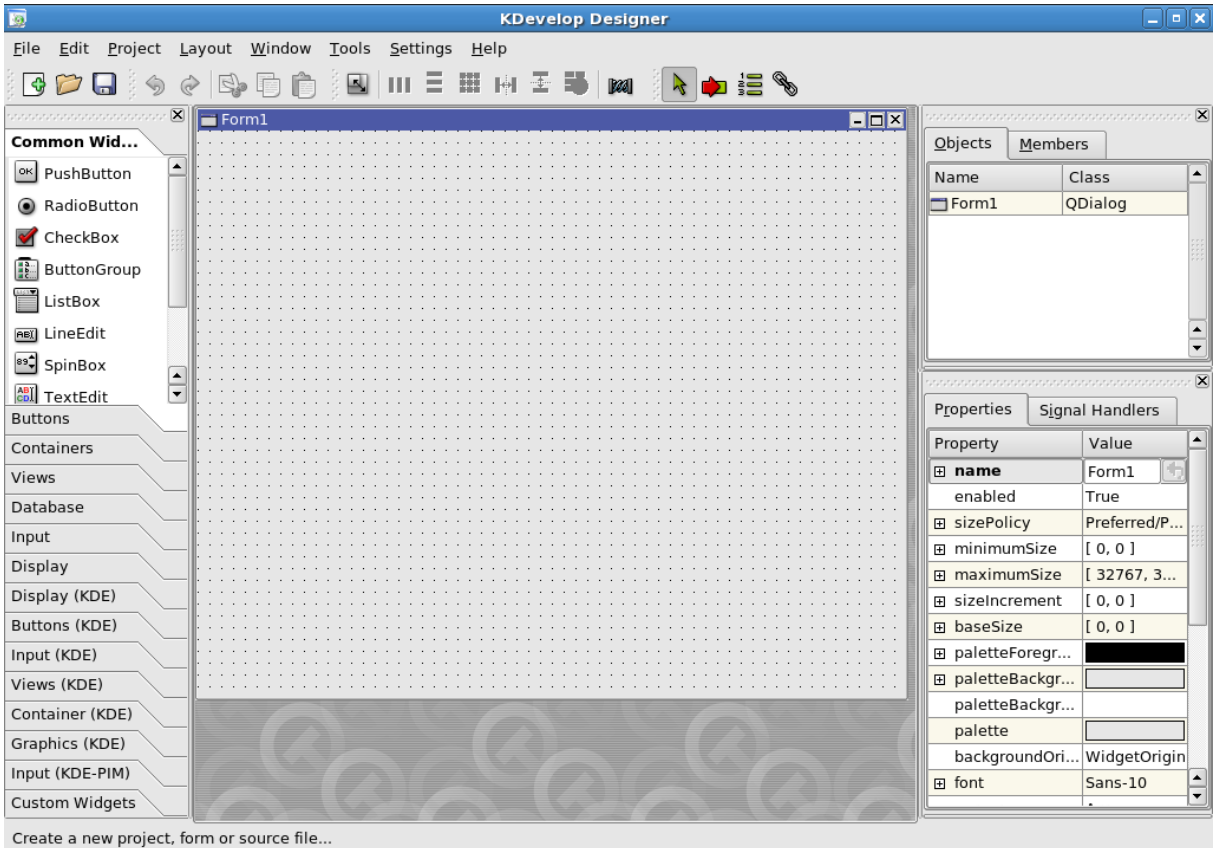 KDevelop Designer
File Edit Project Layout Window Tools Settings Help
Common Wid...
PushButton
RadioButton
CheckBox
ButtonGroup
ListBox
LineEdit
SpinBox
TextEdit
Buttons
Containers
Views
Database
Input
Display
Display (KDE)
Buttons (KDE)
Input (KDE)
Views (KDE)
Container (KDE)
Graphics (KDE)
Input (KDE-PIM)
Custom Widgets
Form1
Objects Members
Name Class
Form1 QDialog
Properties Signal Handlers
Property Value
name Form1
enabled True
sizePolicy Preferred/P...
minimumSize [ 0, 0 ]
maximumSize [ 32767, 3...
sizeIncrement [ 0, 0 ]
baseSize [ 0, 0 ]
paletteForegr...
paletteBackgr...
paletteBackgr...
palette
backgroundOri... WidgetOrigin
font Sans-10
Create a new project, form or source file...